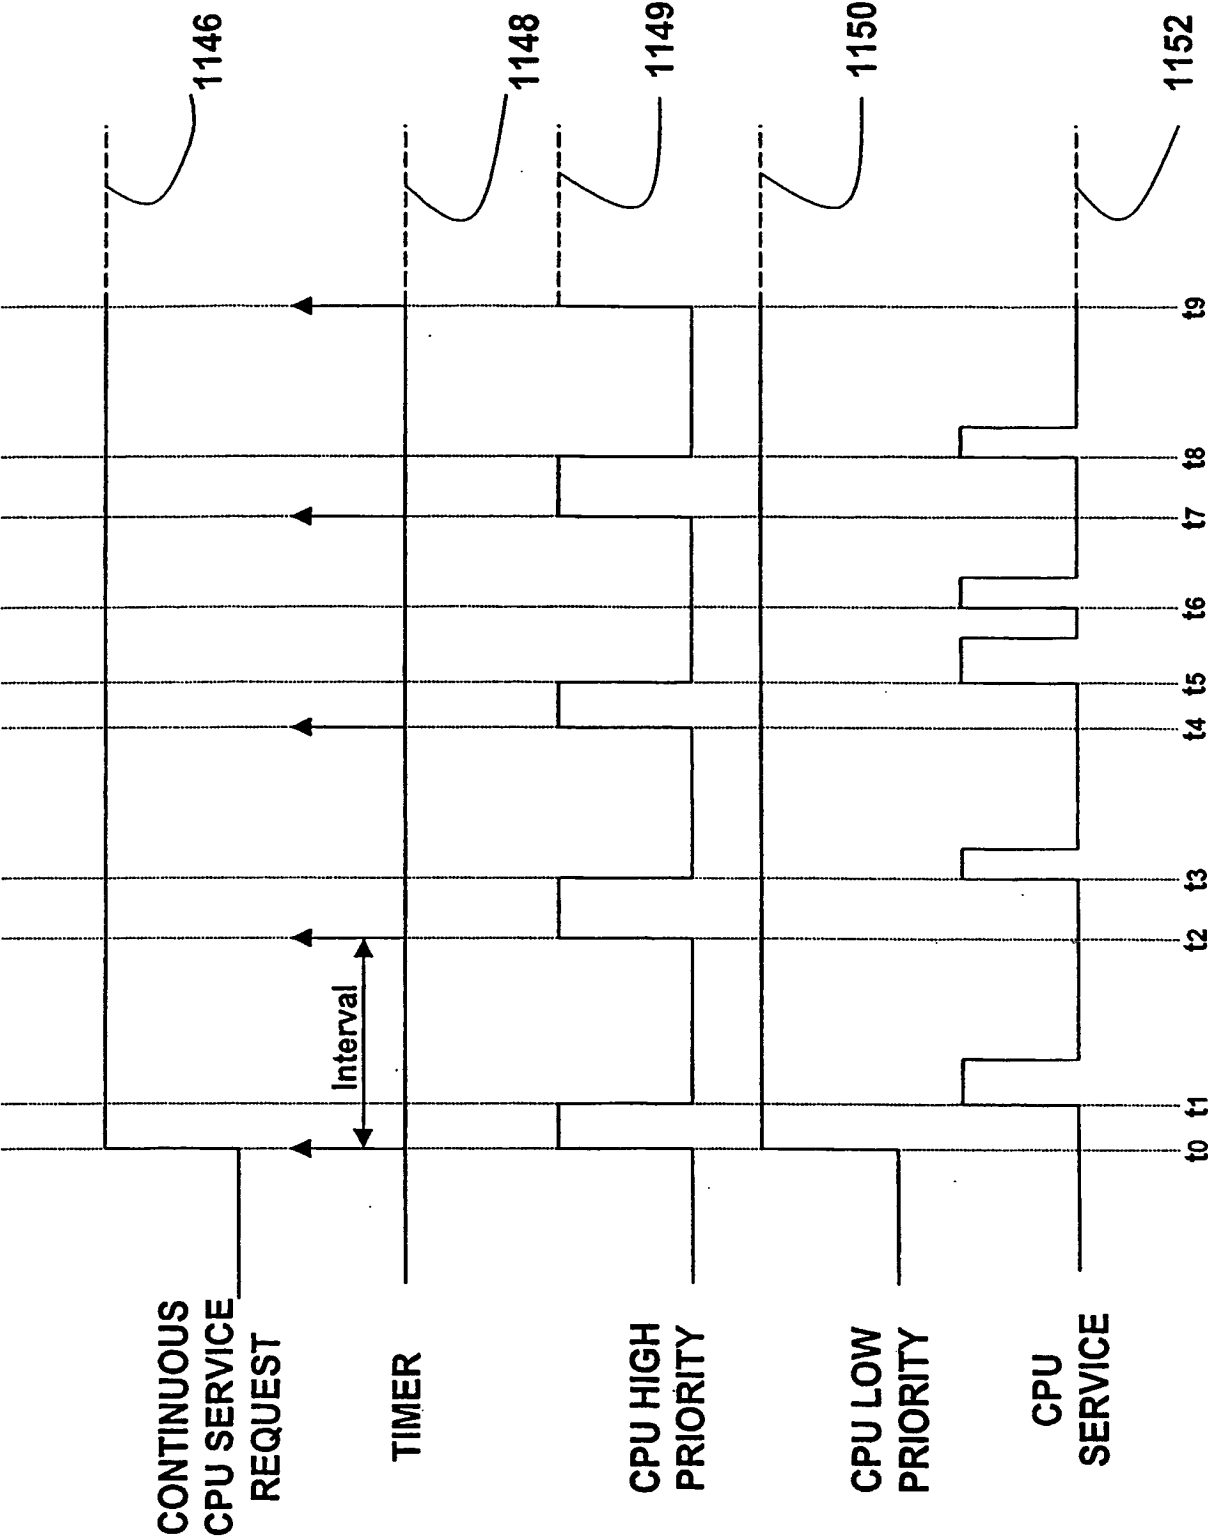 CONTINUOUS
CPU SERVICE
REQUEST
1146
TIMER
Interval
1148
CPU HIGH
PRIORITY
1149
CPU LOW
PRIORITY
1150
CPU
SERVICE
1152
t0 t1 t2 t3 t4 t5 t6 t7 t8 t9